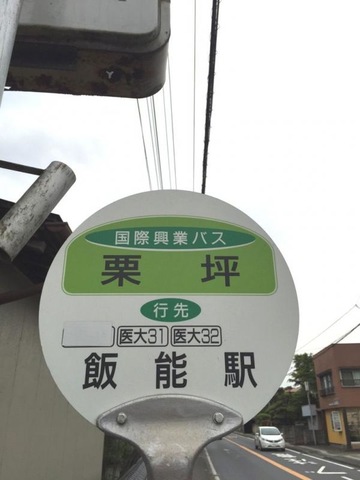 国際興業バス
栗坪
行先
医大31 医大32
飯能駅